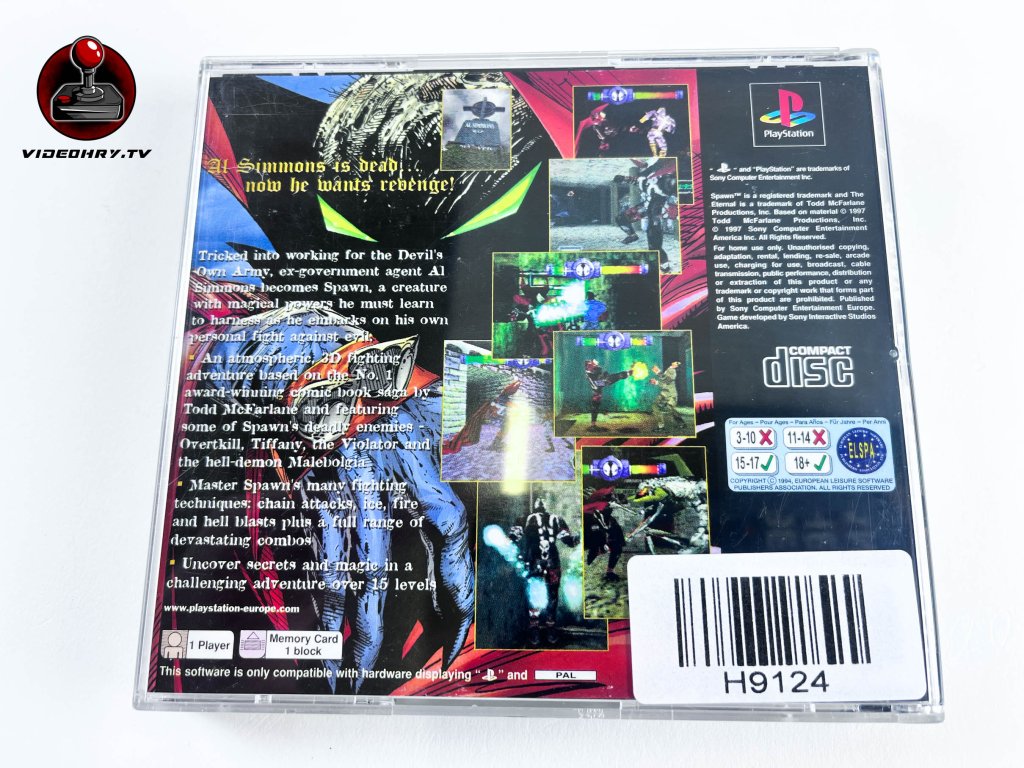 VIDEOHRY.TV
AL SIMMONS
Al Simmons is dead...
now he wants revenge!
Tricked into working for the Devil's
Own Army, ex-government agent Al
Simmons becomes Spawn, a creature
with magical powers he must learn
to harness as he embarks on his own
personal fight against evil.
▪ An atmospheric, 3D fighting
adventure based on the No. 1
award-winning comic book saga by
Todd McFarlane and featuring
some of Spawn's deadly enemies -
Overtkill, Tiffany, the Violator and
the hell-demon Malebolgia
▪ Master Spawn's many fighting
techniques: chain attacks, ice, fire
and hell blasts plus a full range of
devastating combos
▪ Uncover secrets and magic in a
challenging adventure over 15 levels
www.playstation-europe.com
1 Player
Memory Card
1 block
This software is only compatible with hardware displaying " " and PAL
PlayStation
" " and "PlayStation" are trademarks of
Sony Computer Entertainment Inc.
Spawn™ is a registered trademark and The
Eternal is a trademark of Todd McFarlane
Productions, Inc. Based on material © 1997
Todd McFarlane Productions, Inc.
© 1997 Sony Computer Entertainment
America Inc. All Rights Reserved.
For home use only. Unauthorised copying,
adaptation, rental, lending, re-sale, arcade
use, charging for use, broadcast, cable
transmission, public performance, distribution
or extraction of this product or any
trademark or copyright work that forms part
of this product are prohibited. Published
by Sony Computer Entertainment Europe.
Game developed by Sony Interactive Studios
America.
COMPACT
disc
For Ages - Pour Ages - Para Años - Für Jahre - Per Anni
3-10 11-14
15-17 18+
ELSPA
COPYRIGHT © 1994, EUROPEAN LEISURE SOFTWARE
PUBLISHERS ASSOCIATION. ALL RIGHTS RESERVED
H9124